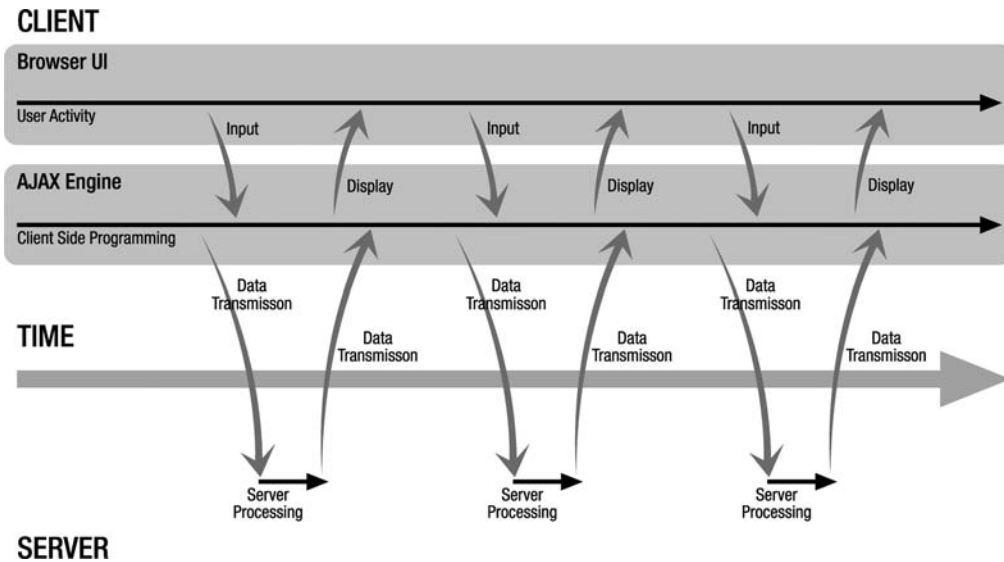 CLIENT
Browser UI
User Activity
Input
Input
Input
AJAX Engine
Display
Display
Display
Client Side Programming
Data
Transmisson
Data
Transmisson
Data
Transmisson
TIME
Data
Transmisson
Data
Transmisson
Data
Transmisson
Server
Processing
Server
Processing
Server
Processing
SERVER